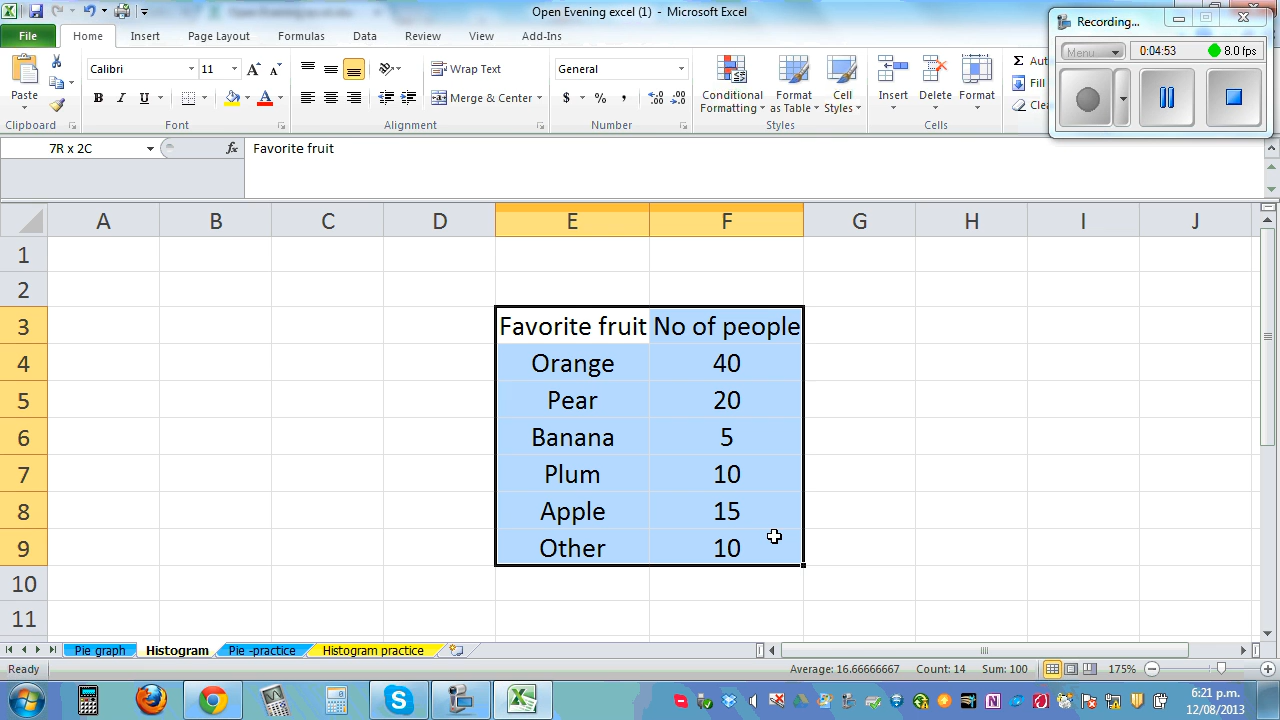 Open Evening excel (1) - Microsoft Excel
Recording...
File Home Insert Page Layout Formulas Data Review View Add-Ins
Menu 0:04:53 8.0 fps
Calibri 11 Wrap Text General Aut
Paste B I U Merge & Center $ % , Conditional Formatting Format as Table Cell Styles Insert Delete Format Fill
Clea
Clipboard Font Alignment Number Styles Cells
7R x 2C fx Favorite fruit
A B C D E F G H I J
1
2
3 Favorite fruit No of people
4 Orange 40
5 Pear 20
6 Banana 5
7 Plum 10
8 Apple 15
9 Other 10
10
11
Pie graph Histogram Pie -practice Histogram practice
Ready Average: 16.66666667 Count: 14 Sum: 100 175%
6:21 p.m.
12/08/2013